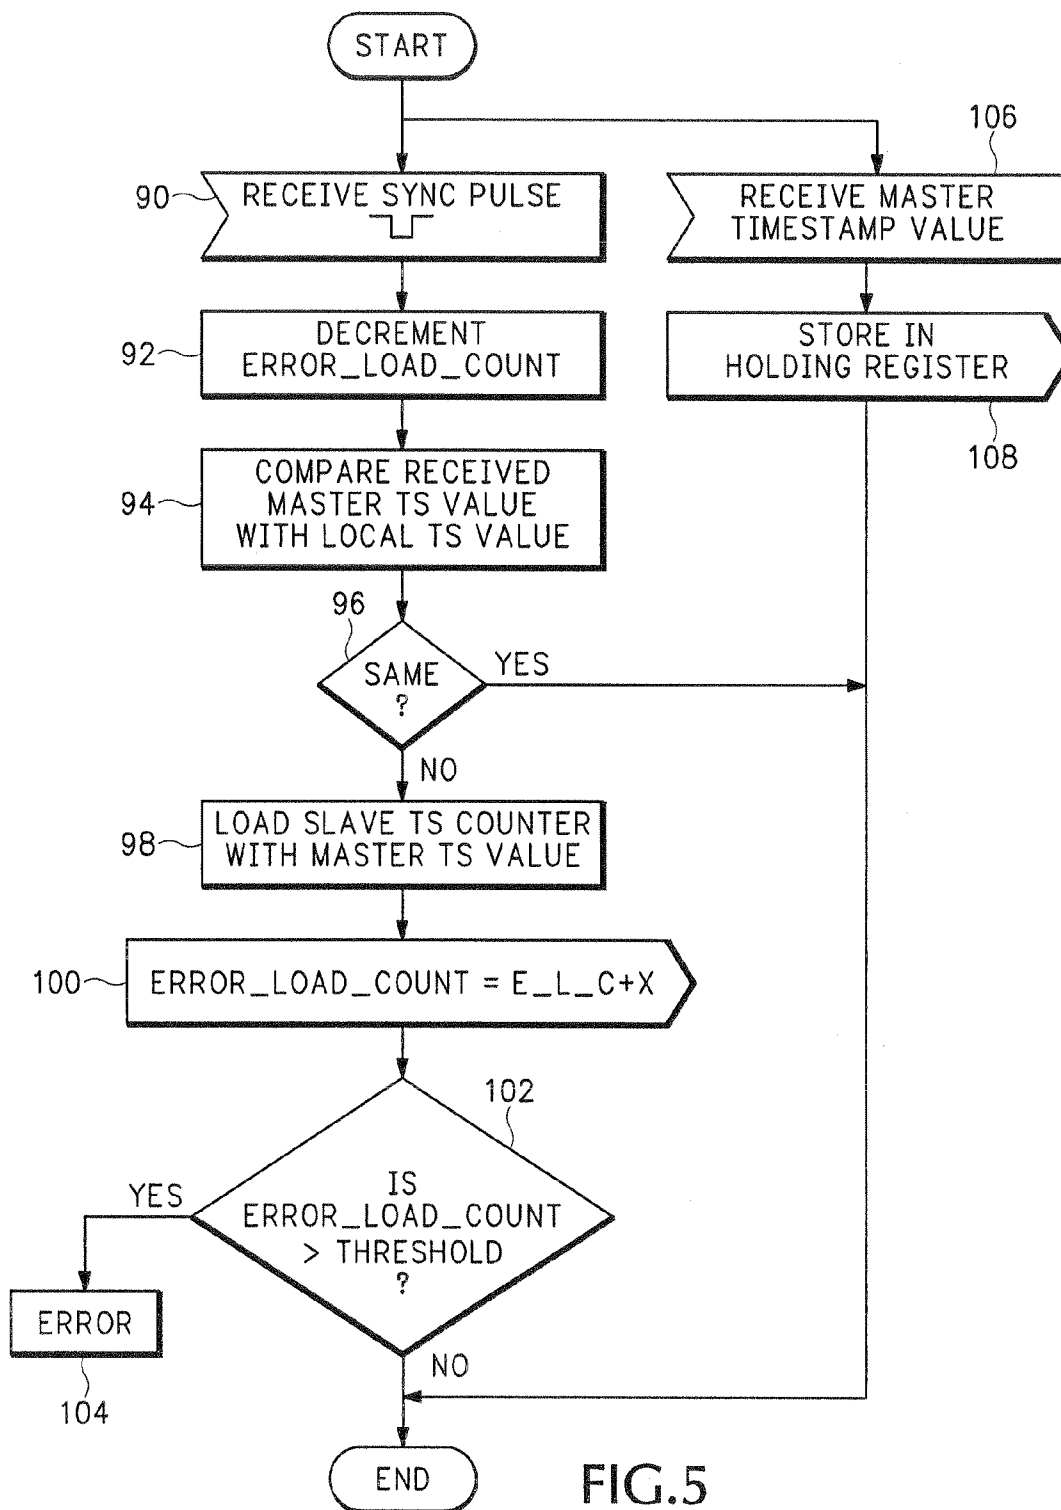 START
106
90
RECEIVE SYNC PULSE
RECEIVE MASTER
TIMESTAMP VALUE
92
DECREMENT
ERROR_LOAD_COUNT
STORE IN
HOLDING REGISTER
108
94
COMPARE RECEIVED
MASTER TS VALUE
WITH LOCAL TS VALUE
96
SAME
?
YES
NO
98
LOAD SLAVE TS COUNTER
WITH MASTER TS VALUE
100
ERROR_LOAD_COUNT = E_L_C+X
102
IS
ERROR_LOAD_COUNT
> THRESHOLD
?
YES
ERROR
104
NO
END
FIG.5